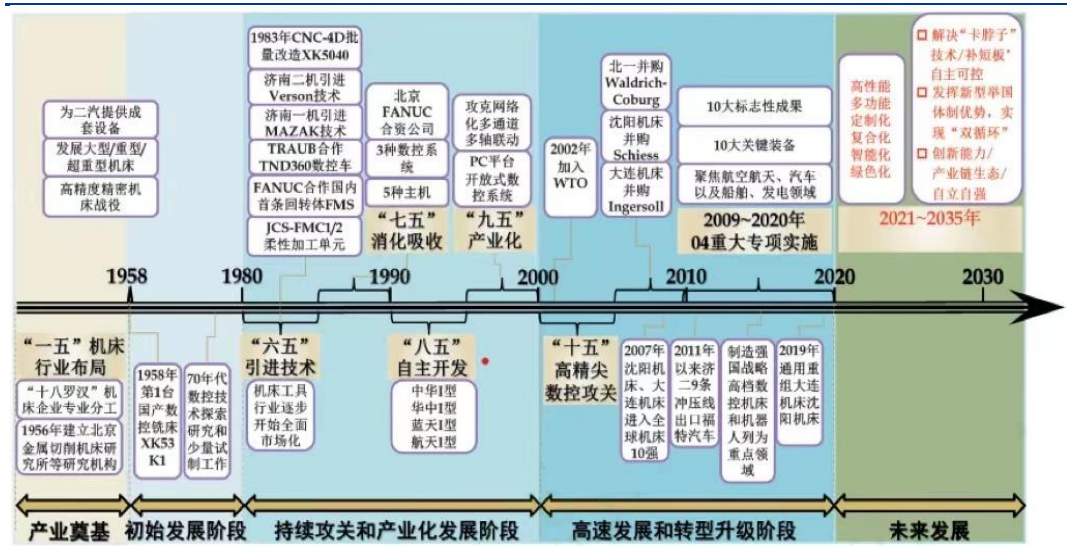 1983年CNC-4D批
量改造XK5040
济南二机引进
Verson技术
济南一机引进
MAZAK技术
TRAUB合作
TND360数控车
FANUC合作国内
首条回转体FMS
JCS-FMC1/2
柔性加工单元
为二汽提供成
套设备
发展大型/重型/
超重型机床
高精度精密机
床战役
北京
FANUC
合资公司
3种数控系
统
5种主机
“七五”
消化吸收
攻克网络
化多通道
多轴联动
PC平台
开放式数
控系统
“九五”
产业化
2002年
加入
WTO
北一并购
Waldrich-
Coburg
沈阳机床
并购
Schiess
大连机床
并购
Ingersoll
10大标志性成果
10大关键装备
聚焦航空航天、汽车
以及船舶、发电领域
2009~2020年
04重大专项实施
高性能
多功能
定制化
复合化
智能化
绿色化
解决“卡脖子”
技术/补短板”
自主可控
发挥新型举国
体制优势，实
现“双循环”
创新能力/
产业链生态/
自立自强
2021~2035年
1958
1980
1990
2000
2010
2020
2030
“一五”机床
行业布局
“十八罗汉”机
床企业专业分工
1956年建立北京
金属切削机床研
究所等研究机构
1958年
第1台
国产数
控铣床
XK53
K1
70年代
数控技
术探索
研究和
少量试
制工作
“六五”
引进技术
机床工具
行业逐步
开始全面
市场化
“八五”
自主开发
中华I型
华中I型
蓝天I型
航天I型
“十五”
高精尖
数控攻关
2007年
沈阳机
床、大
连机床
进入全
球机床
10强
2011年
以来济
二9条
冲压线
出口福
特汽车
制造强
国战略
高档数
控机床
和机器
人列为
重点领
域
2019年
通用重
组大连
机床沈
阳机床
产业奠基
初始发展阶段
持续攻关和产业化发展阶段
高速发展和转型升级阶段
未来发展